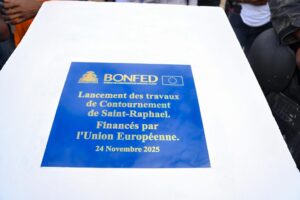 BONFED
Lancement des travaux
de Contournement
de Saint-Raphael.
Financés par
l'Union Européenne.
24 Novembre 2025